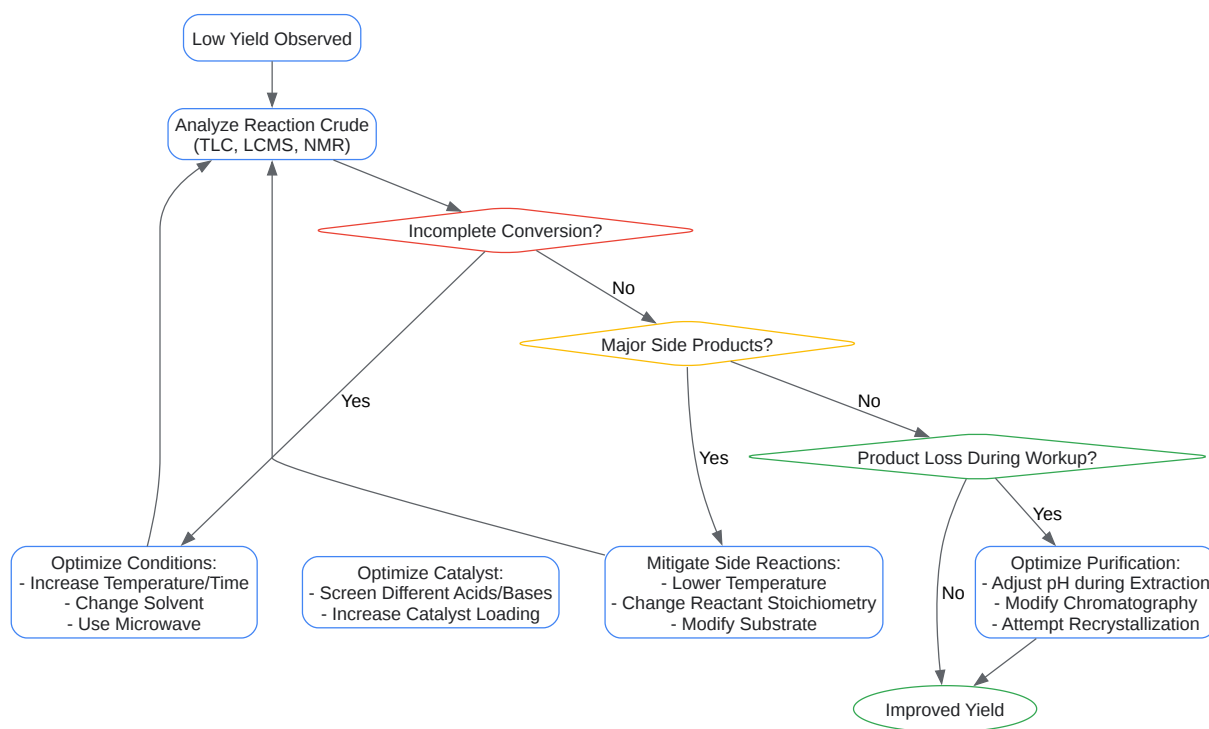 Low Yield Observed
Analyze Reaction Crude
(TLC, LCMS, NMR)
Incomplete Conversion?
No
Major Side Products?
Yes
No
Product Loss During Workup?
Yes
Yes
Optimize Conditions:
- Increase Temperature/Time
- Change Solvent
- Use Microwave
Optimize Catalyst:
- Screen Different Acids/Bases
- Increase Catalyst Loading
Mitigate Side Reactions:
- Lower Temperature
- Change Reactant Stoichiometry
- Modify Substrate
No
Optimize Purification:
- Adjust pH during Extraction
- Modify Chromatography
- Attempt Recrystallization
Improved Yield